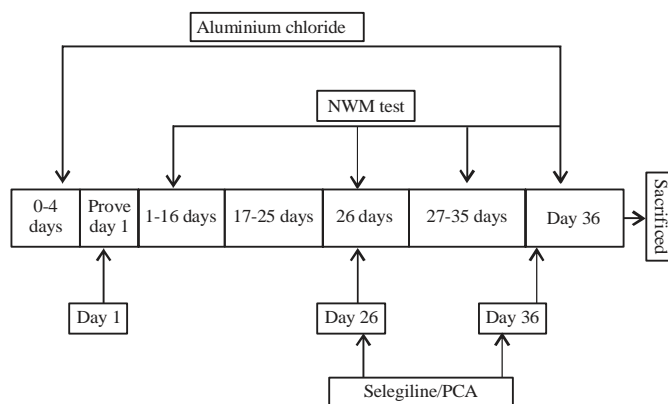 Aluminium chloride
NWM test
0-4
days
Prove
day 1
1-16 days
17-25 days
26 days
27-35 days
Day 36
Sacrificed
Day 1
Day 26
Day 36
Selegiline/PCA